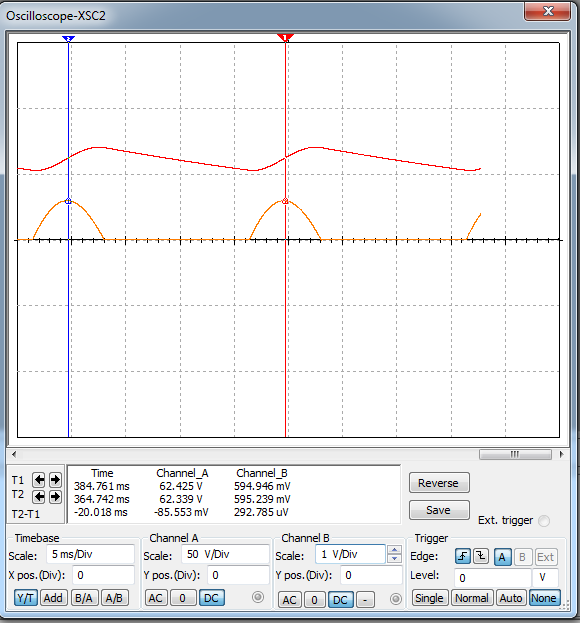 Oscilloscope-XSC2
2
1
T1
T2
T2-T1
Time Channel_A Channel_B
384.761 ms 62.425 V 594.946 mV
364.742 ms 62.339 V 595.239 mV
-20.018 ms -85.553 mV 292.785 uV
Reverse
Save
Ext. trigger
Timebase
Scale: 5 ms/Div
X pos.(Div): 0
Y/T Add B/A A/B
Channel A
Scale: 50 V/Div
Y pos.(Div): 0
AC 0 DC
Channel B
Scale: 1 V/Div
Y pos.(Div): 0
AC 0 DC -
Trigger
Edge: A B Ext
Level: 0 V
Single Normal Auto None